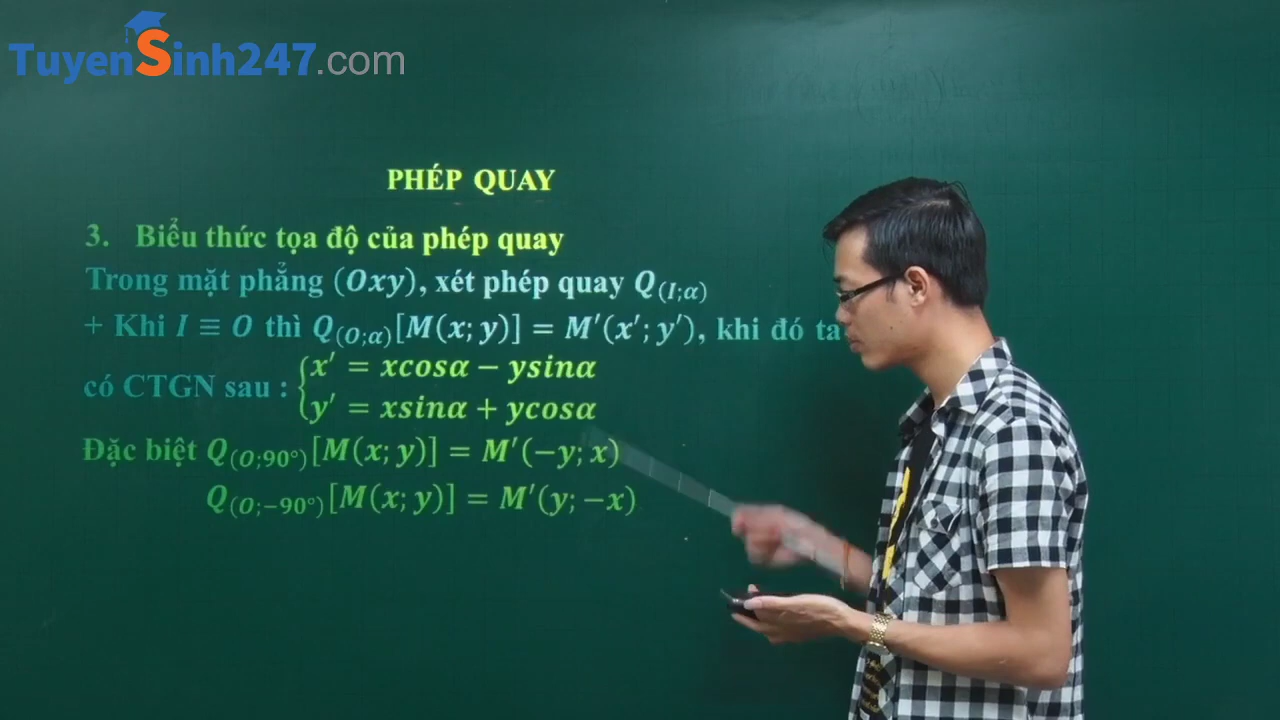 TuyenSinh247.com
PHÉP QUAY
3. Biểu thức tọa độ của phép quay
Trong mặt phẳng (Oxy), xét phép quay Q(I;α)
+ Khi I ≡ O thì Q(O;α)[M(x; y)] = M'(x'; y'), khi đó ta
có CTGN sau : { x' = xcosα − ysinα
y' = xsinα + ycosα
Đặc biệt Q(O;90°)[M(x; y)] = M'(−y; x)
Q(O;−90°)[M(x; y)] = M'(y; −x)